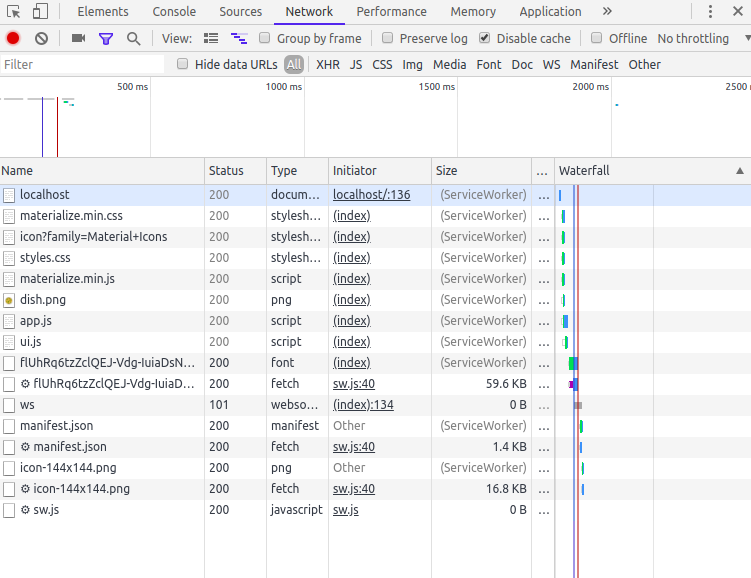 Elements Console Sources Network Performance Memory Application »
View: Group by frame Preserve log Disable cache Offline No throttling
Filter Hide data URLs All XHR JS CSS Img Media Font Doc WS Manifest Other
500 ms 1000 ms 1500 ms 2000 ms 2500 ms
Name Status Type Initiator Size ... Waterfall
localhost 200 docum... localhost/:136 (ServiceWorker) ...
materialize.min.css 200 stylesh... (index) (ServiceWorker) ...
icon?family=Material+Icons 200 stylesh... (index) (ServiceWorker) ...
styles.css 200 stylesh... (index) (ServiceWorker) ...
materialize.min.js 200 script (index) (ServiceWorker) ...
dish.png 200 png (index) (ServiceWorker) ...
app.js 200 script (index) (ServiceWorker) ...
ui.js 200 script (index) (ServiceWorker) ...
flUhRq6tzZclQEJ-Vdg-IuiaDsN... 200 font (index) (ServiceWorker) ...
flUhRq6tzZclQEJ-Vdg-IuiaD... 200 fetch sw.js:40 59.6 KB ...
ws 101 webso... (index):134 0 B ...
manifest.json 200 manifest Other (ServiceWorker) ...
manifest.json 200 fetch sw.js:40 1.4 KB ...
icon-144x144.png 200 png Other (ServiceWorker) ...
icon-144x144.png 200 fetch sw.js:40 16.8 KB ...
sw.js 200 javascript sw.js 0 B ...